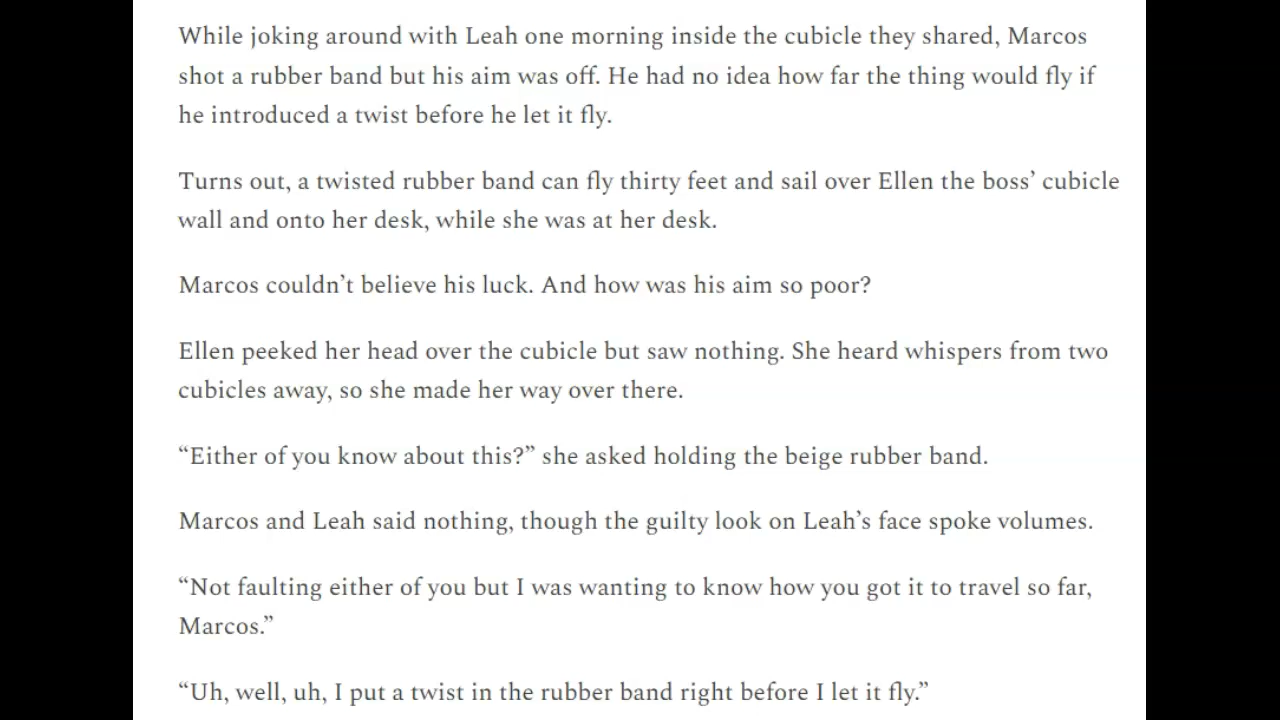 While joking around with Leah one morning inside the cubicle they shared, Marcos
shot a rubber band but his aim was off. He had no idea how far the thing would fly if
he introduced a twist before he let it fly.
Turns out, a twisted rubber band can fly thirty feet and sail over Ellen the boss’ cubicle
wall and onto her desk, while she was at her desk.
Marcos couldn’t believe his luck. And how was his aim so poor?
Ellen peeked her head over the cubicle but saw nothing. She heard whispers from two
cubicles away, so she made her way over there.
“Either of you know about this?” she asked holding the beige rubber band.
Marcos and Leah said nothing, though the guilty look on Leah’s face spoke volumes.
“Not faulting either of you but I was wanting to know how you got it to travel so far,
Marcos.”
“Uh, well, uh, I put a twist in the rubber band right before I let it fly.”